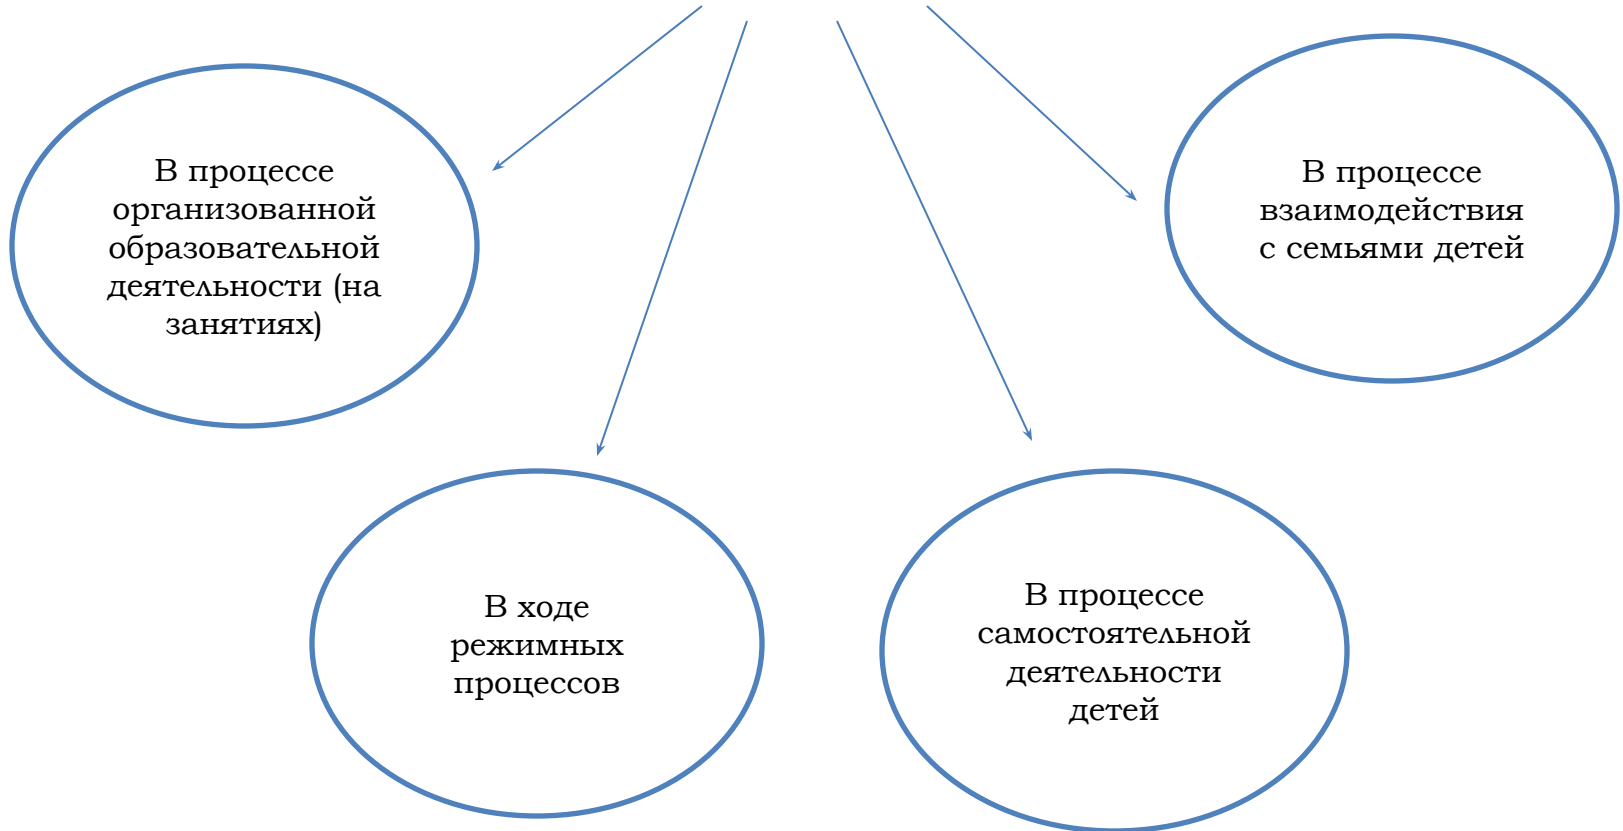 В процессе
организованной
образовательной
деятельности (на
занятиях)
В процессе
взаимодействия
с семьями детей
В ходе
режимных
процессов
В процессе
самостоятельной
деятельности
детей